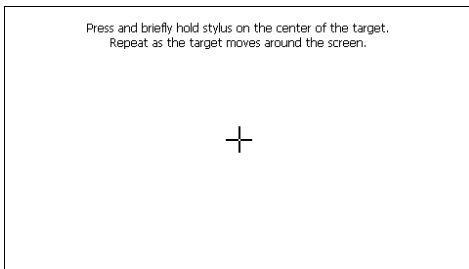 Press and briefly hold stylus on the center of the target.
Repeat as the target moves around the screen.